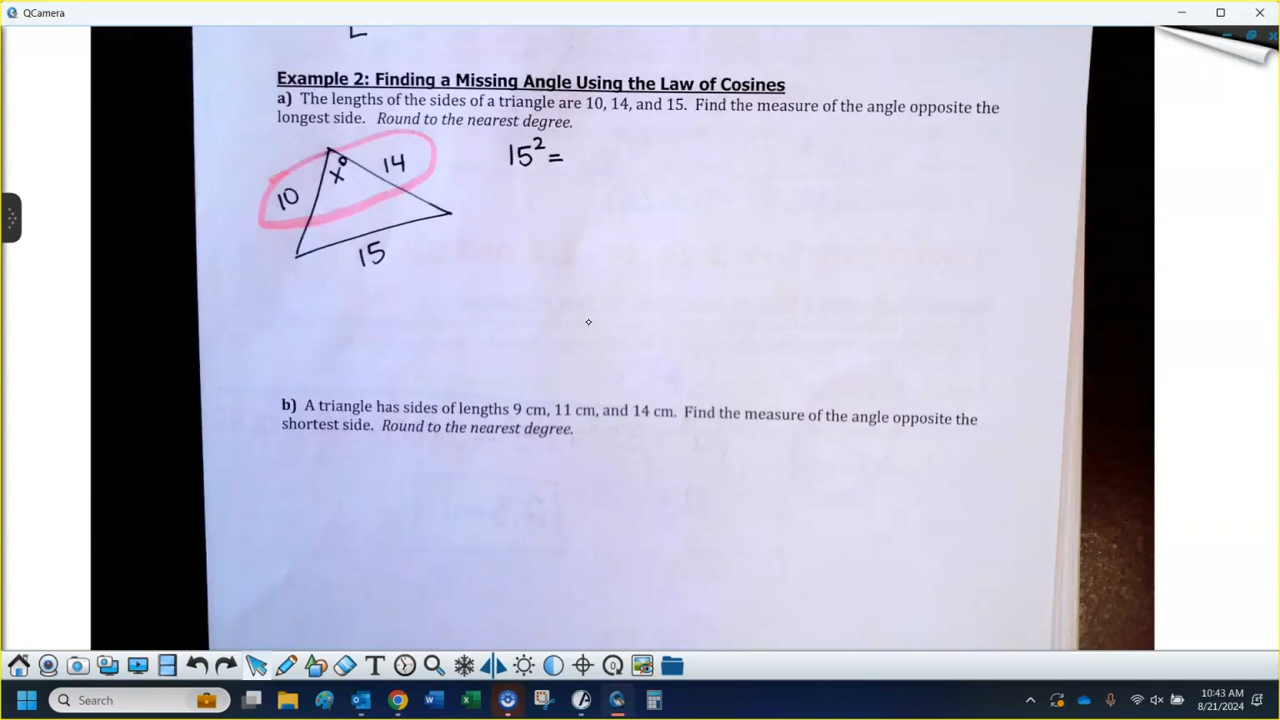 QCamera
Example 2: Finding a Missing Angle Using the Law of Cosines
a) The lengths of the sides of a triangle are 10, 14, and 15. Find the measure of the angle opposite the
longest side. Round to the nearest degree.
15² =
x°
14
10
15
b) A triangle has sides of lengths 9 cm, 11 cm, and 14 cm. Find the measure of the angle opposite the
shortest side. Round to the nearest degree.
Search
10:43 AM
8/21/2024